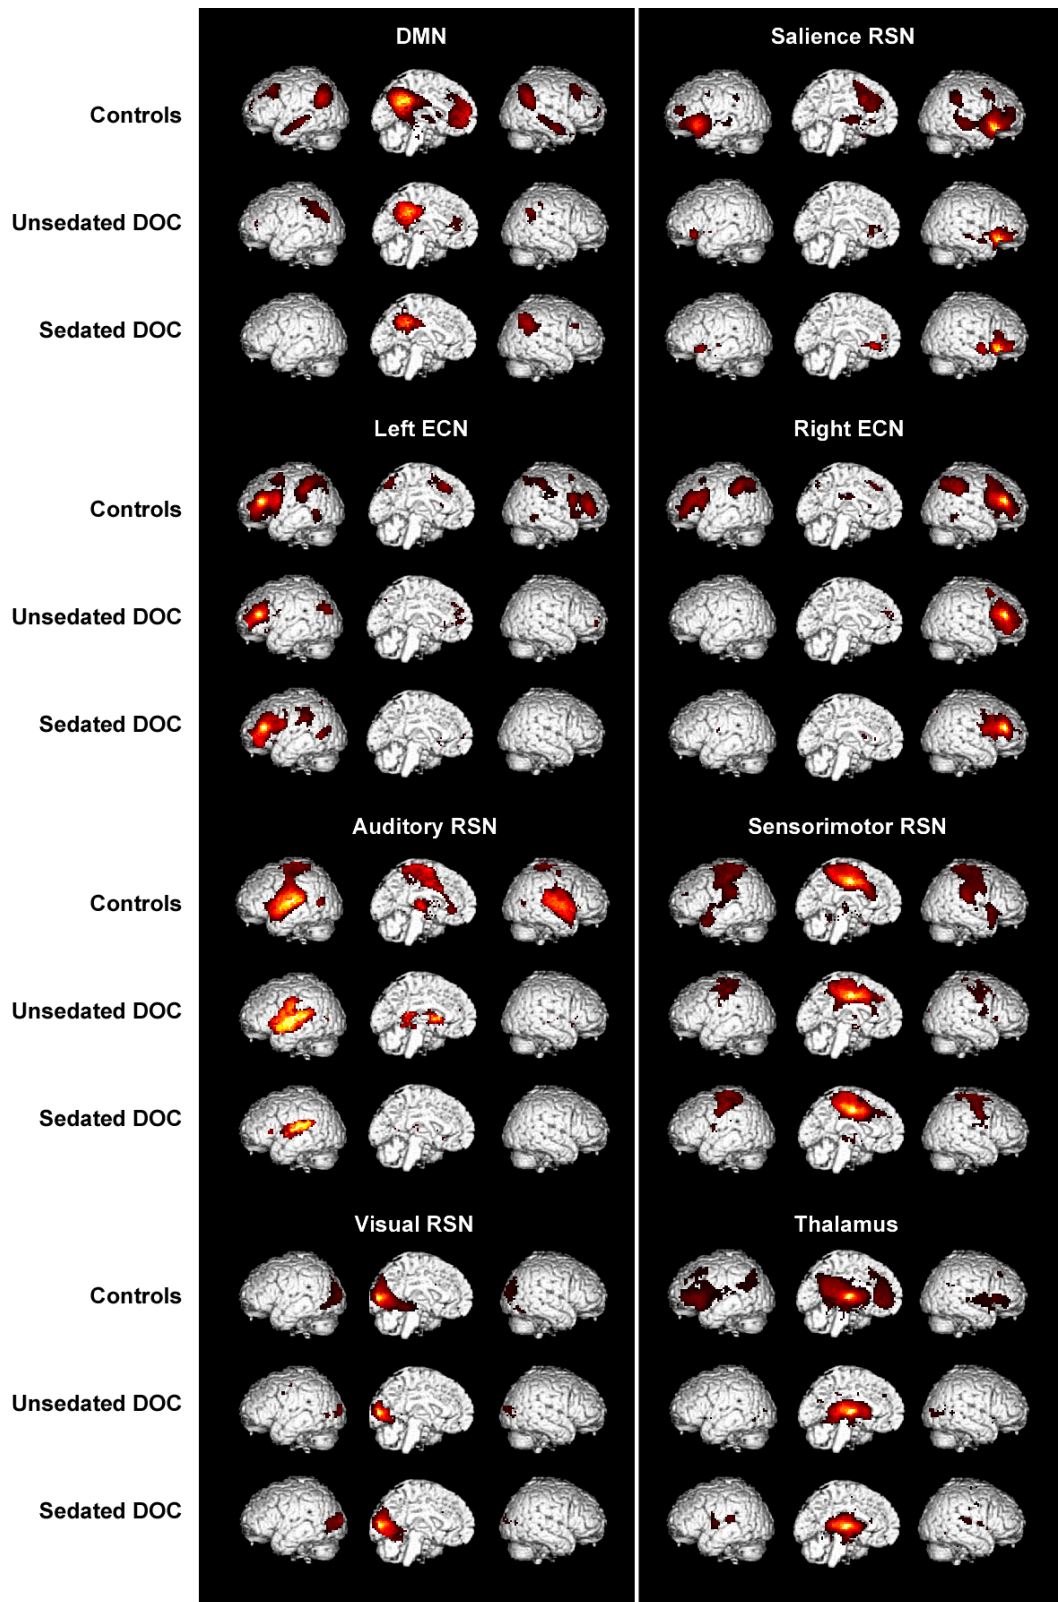 DMN
Salience RSN
Controls
Unsedated DOC
Sedated DOC
Left ECN
Right ECN
Controls
Unsedated DOC
Sedated DOC
Auditory RSN
Sensorimotor RSN
Controls
Unsedated DOC
Sedated DOC
Visual RSN
Thalamus
Controls
Unsedated DOC
Sedated DOC